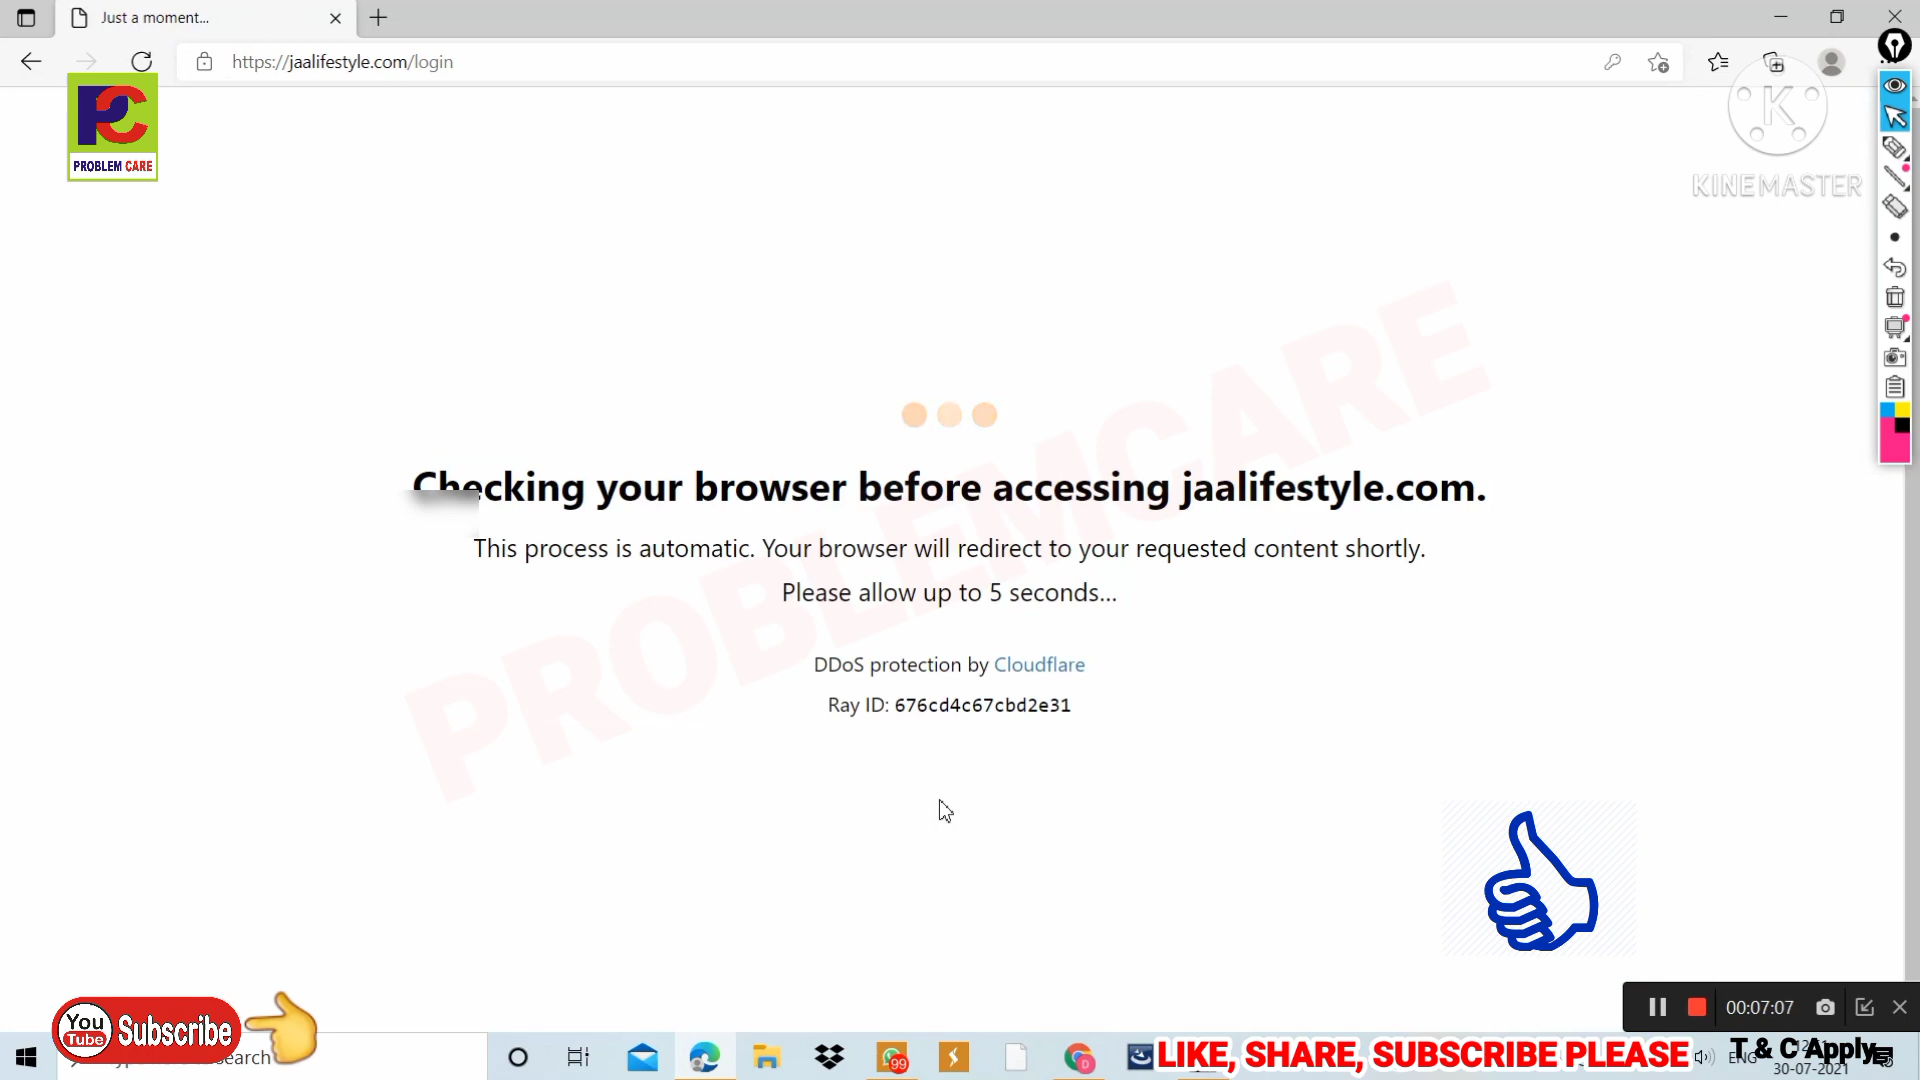 Just a moment...
https://jaalifestyle.com/login
PC
PROBLEM CARE
K
KINEMASTER
PROBLEMCARE
Checking your browser before accessing jaalifestyle.com.
This process is automatic. Your browser will redirect to your requested content shortly.
Please allow up to 5 seconds...
DDoS protection by Cloudflare
Ray ID: 676cd4c67cbd2e31
00:07:07
You Tube Subscribe
search
99
D
LIKE, SHARE, SUBSCRIBE PLEASE
ENG
T & C Apply
30-07-2021